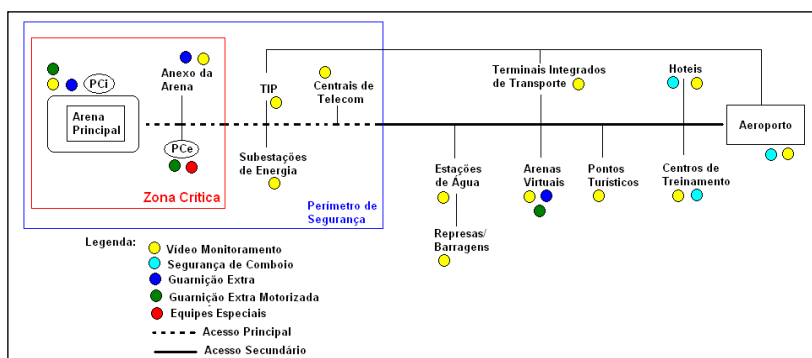 PCi
Arena
Principal
Anexo da
Arena
PCe
Zona Crítica
TIP
Centrais de
Telecom
Subestações
de Energia
Perímetro de
Segurança
Terminais Integrados
de Transporte
Hoteis
Aeroporto
Estações
de Água
Represas/
Barragens
Arenas
Virtuais
Pontos
Turísticos
Centros de
Treinamento
Legenda:
Vídeo Monitoramento
Segurança de Comboio
Guarnição Extra
Guarnição Extra Motorizada
Equipes Especiais
Acesso Principal
Acesso Secundário